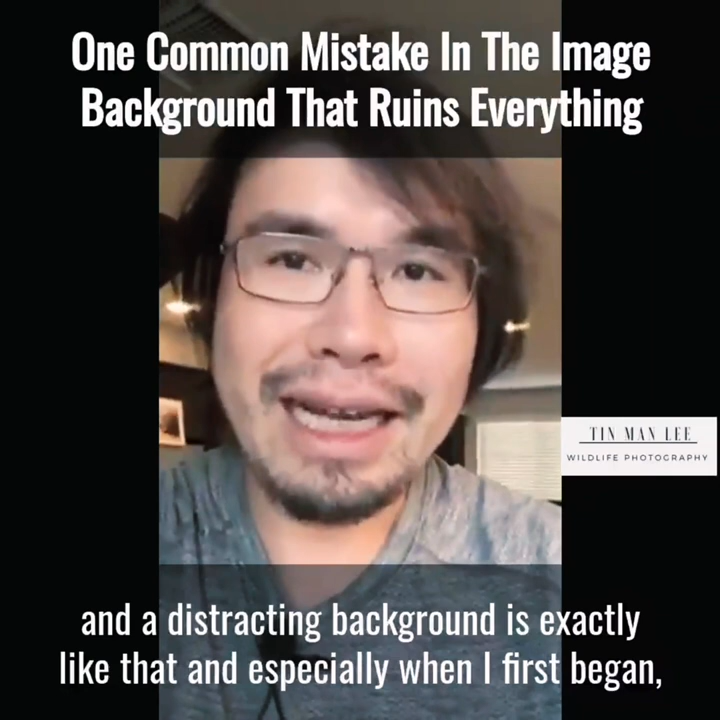 One Common Mistake In The Image
Background That Ruins Everything
TIN MAN LEE
WILDLIFE PHOTOGRAPHY
and a distracting background is exactly
like that and especially when I first began,